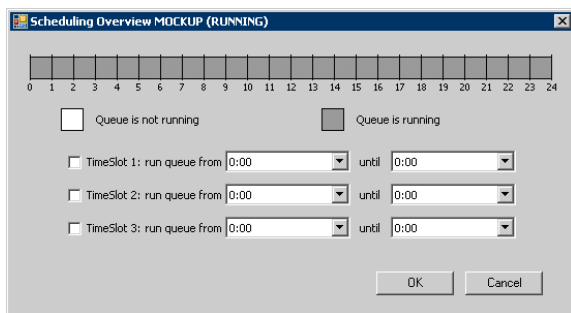 Scheduling Overview MOCKUP (RUNNING)
0 1 2 3 4 5 6 7 8 9 10 11 12 13 14 15 16 17 18 19 20 21 22 23 24
Queue is not running Queue is running
TimeSlot 1: run queue from 0:00 until 0:00
TimeSlot 2: run queue from 0:00 until 0:00
TimeSlot 3: run queue from 0:00 until 0:00
OK Cancel